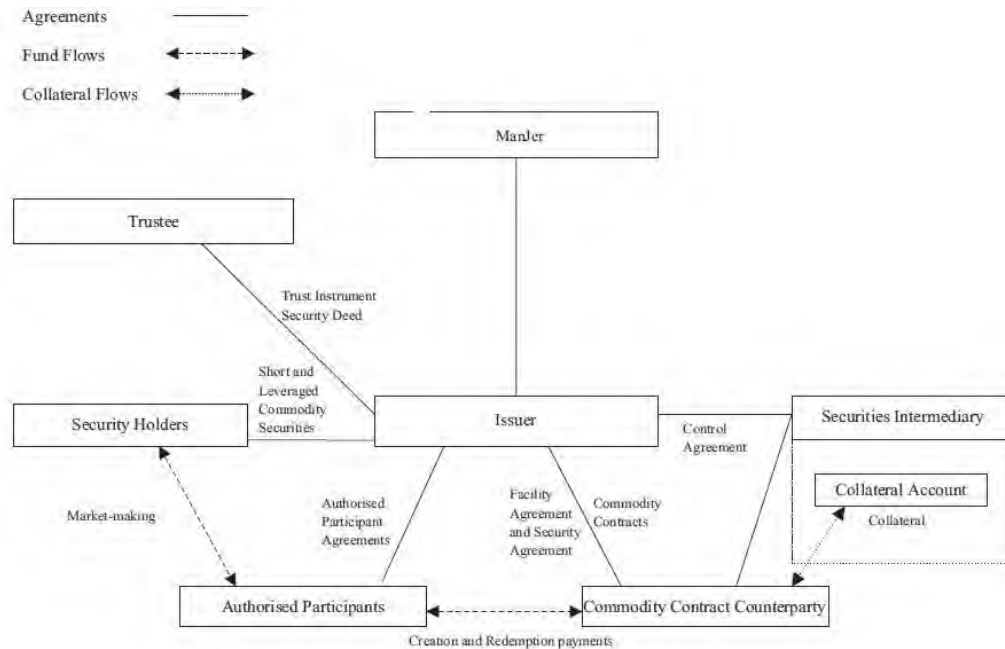 Agreements
Fund Flows
Collateral Flows
ManJer
Trustee
Trust Instrument
Security Deed
Short and
Leveraged
Commodity
Securities
Security Holders
Issuer
Securities Intermediary
Control
Agreement
Collateral Account
Collateral
Market-making
Authorised
Participant
Agreements
Facility
Agreement
and Security
Agreement
Commodity
Contracts
Authorised Participants
Commodity Contract Counterparty
Creation and Redemption payments